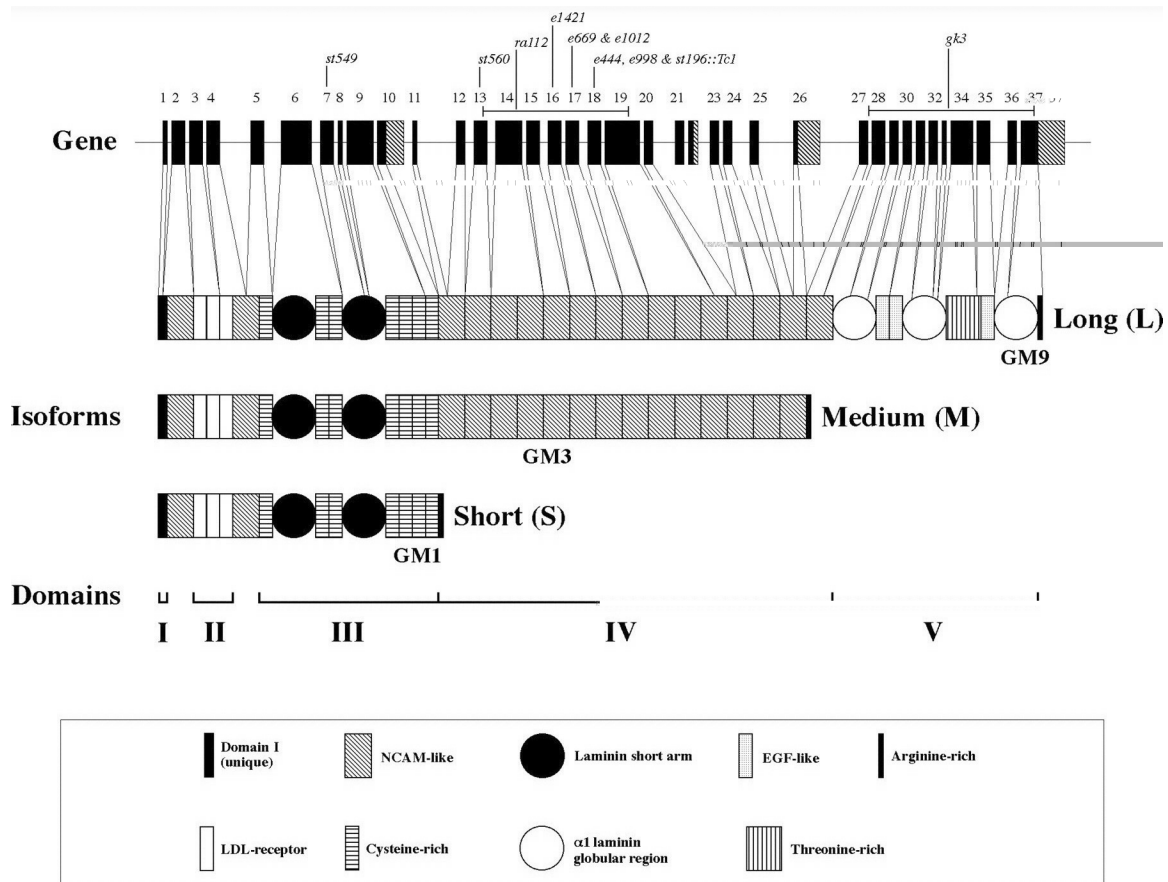 e1421
e669 & e1012
ra112
gk3
st549
st560
e444, e998 & st196::Tc1
1 2 3 4 5 6 7 8 9 10 11 12 13 14 15 16 17 18 19 20 21 23 24 25 26 27 28 30 32 34 35 36 37
Gene
Long (L)
GM9
Isoforms
Medium (M)
GM3
Short (S)
GM1
Domains
I II III IV V
Domain I
(unique)
NCAM-like
Laminin short arm
EGF-like
Arginine-rich
LDL-receptor
Cysteine-rich
α1 laminin
globular region
Threonine-rich